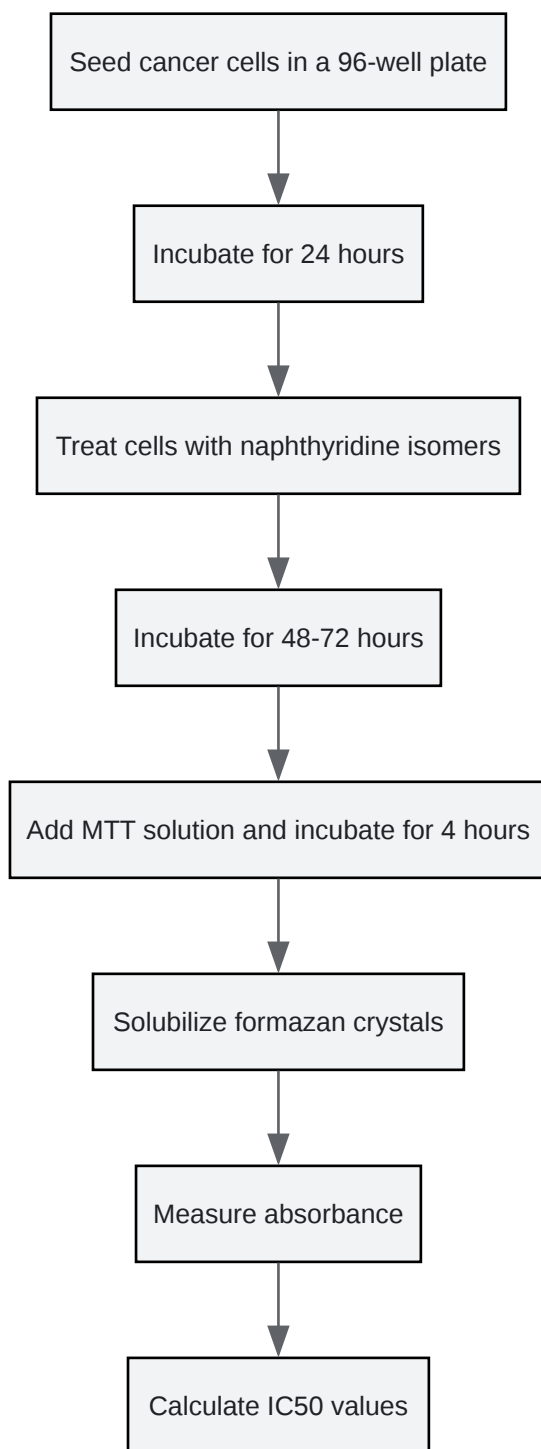 Seed cancer cells in a 96-well plate
Incubate for 24 hours
Treat cells with naphthyridine isomers
Incubate for 48-72 hours
Add MTT solution and incubate for 4 hours
Solubilize formazan crystals
Measure absorbance
Calculate IC50 values